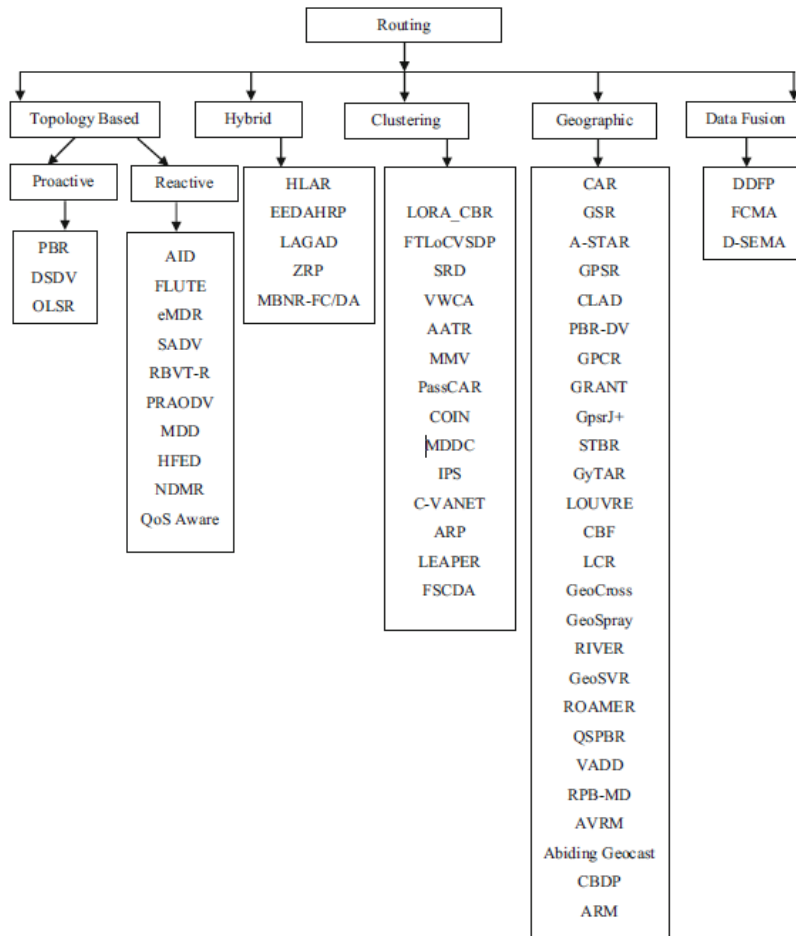 Routing
Topology Based
Hybrid
Clustering
Geographic
Data Fusion
Proactive
Reactive
PBR
DSDV
OLSR
AID
FLUTE
eMDR
SADV
RBVT-R
PRAODV
MDD
HFED
NDMR
QoS Aware
HLAR
EEDAHRP
LAGAD
ZRP
MBNR-FC/DA
LORA_CBR
FTLoCVSDP
SRD
VWCA
AATR
MMV
PassCAR
COIN
MDDC
IPS
C-VANET
ARP
LEAPER
FSCDA
CAR
GSR
A-STAR
GPSR
CLAD
PBR-DV
GPCR
GRANT
GpsrJ+
STBR
GyTAR
LOUVRE
CBF
LCR
GeoCross
GeoSpray
RIVER
GeoSVR
ROAMER
QSPBR
VADD
RPB-MD
AVRM
Abiding Geocast
CBDP
ARM
DDFP
FCMA
D-SEMA